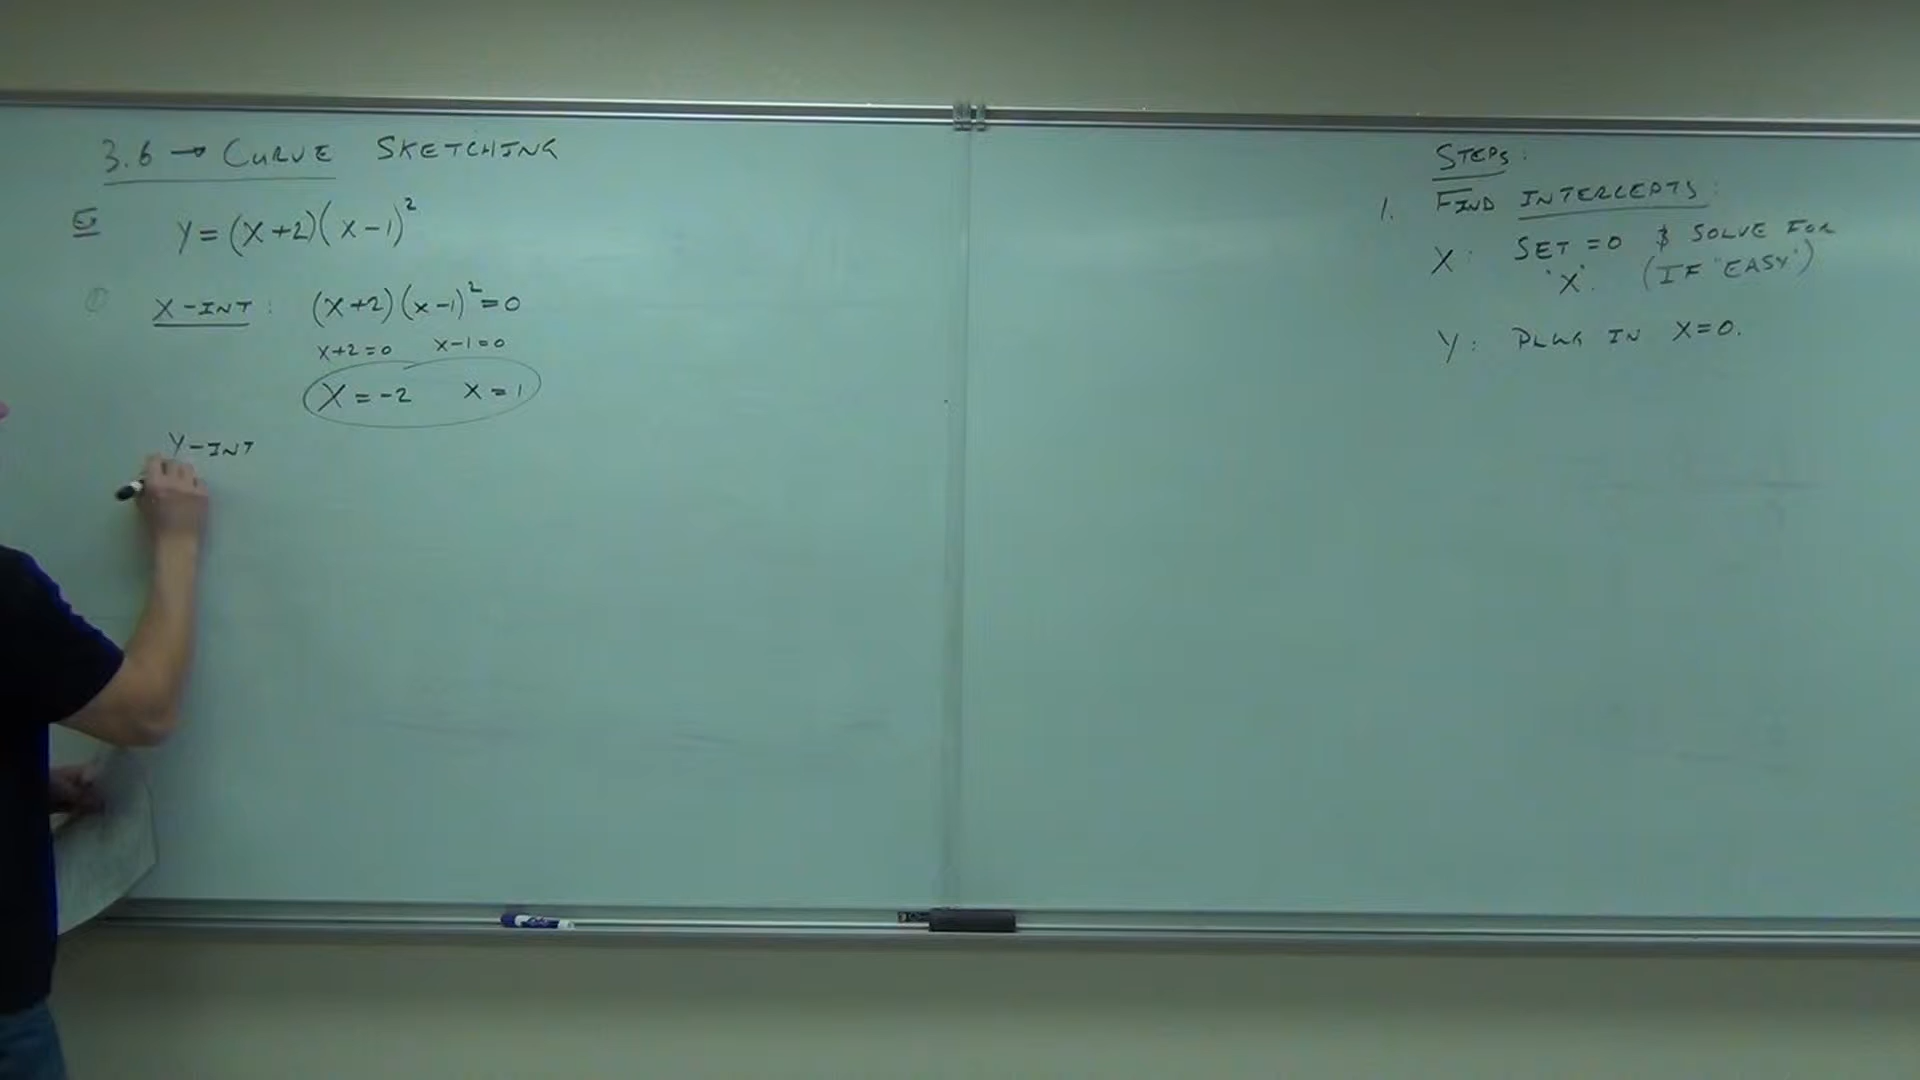 3.6 → CURVE SKETCHING
Ex Y = (X+2)(X-1)²
① X-INT: (X+2)(X-1)² = 0
X+2=0 X-1=0
X = -2 X = 1
Y-INT
STEPS:
1. FIND INTERCEPTS:
X: SET =0 $ SOLVE FOR
"X". (IF "EASY")
Y: PLUG IN X=0.